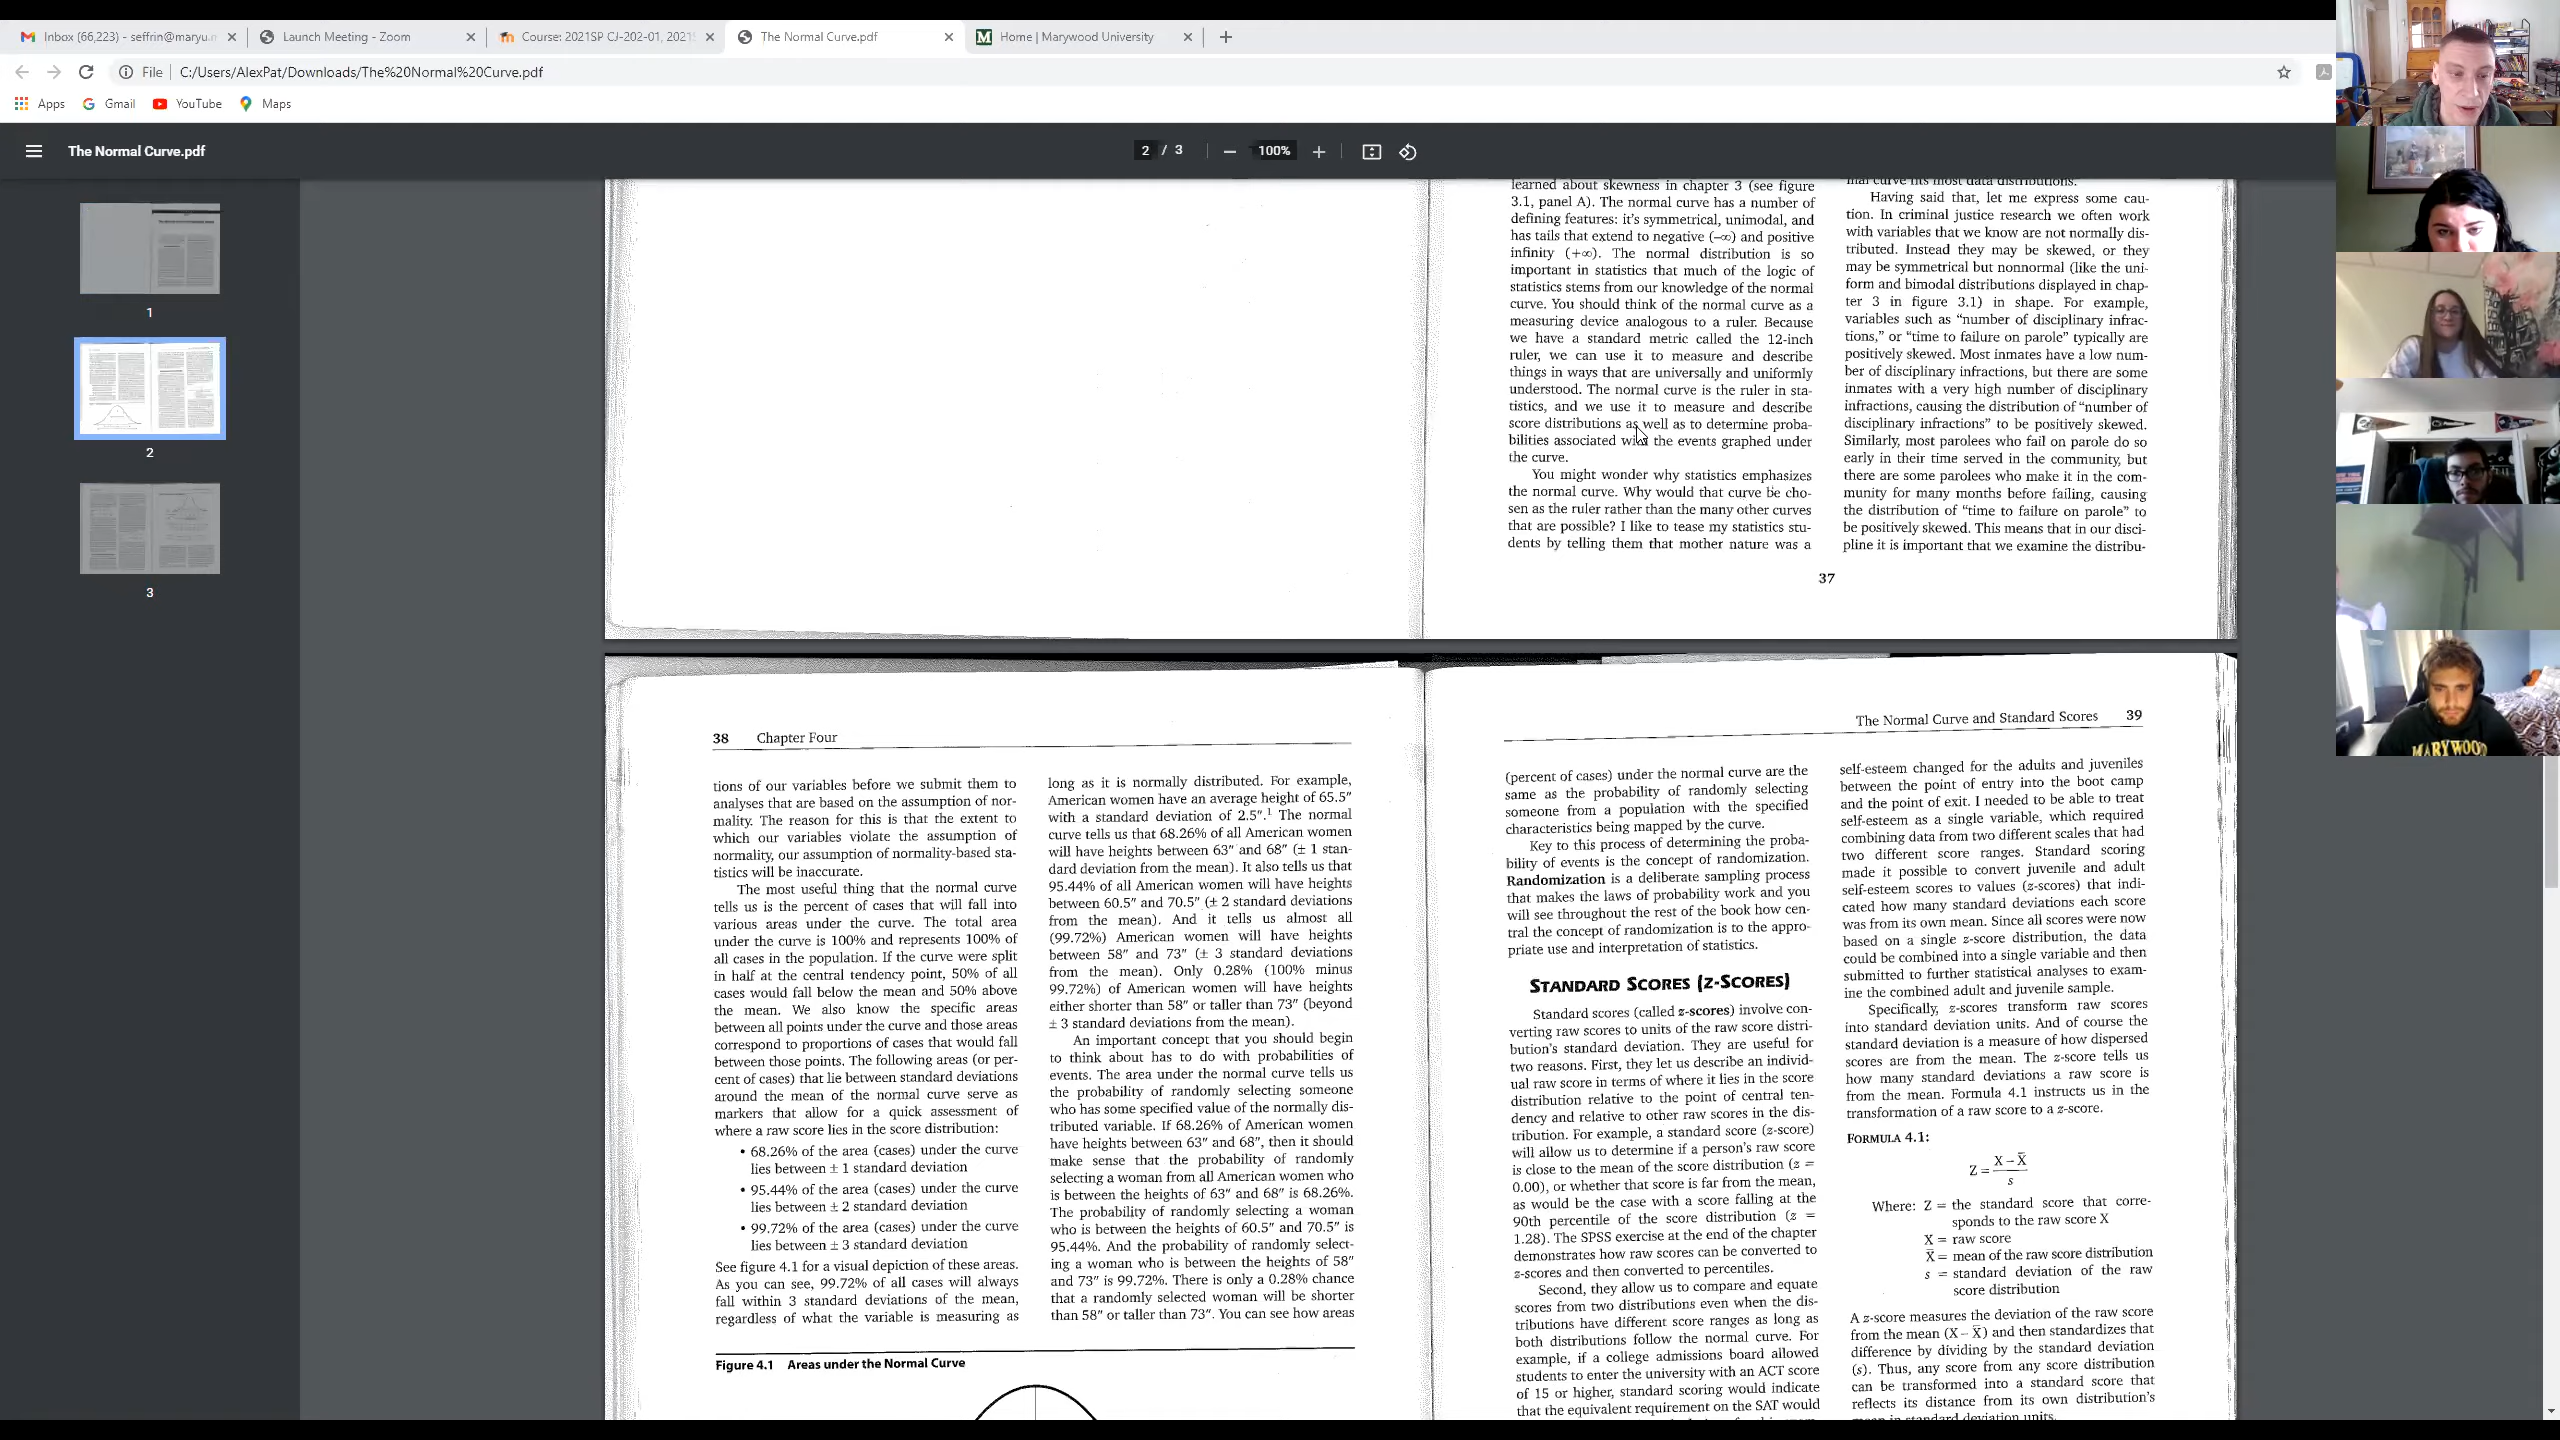 Inbox (66,223) - seffrin@maryu.m
Launch Meeting - Zoom
Course: 2021SP CJ-202-01, 2021S
The Normal Curve.pdf
Home | Marywood University
File
C:/Users/AlexPat/Downloads/The%20Normal%20Curve.pdf
Apps
Gmail
YouTube
Maps
The Normal Curve.pdf
2 / 3
100%
1
2
3
learned about skewness in chapter 3 (see figure
3.1, panel A). The normal curve has a number of
defining features: it's symmetrical, unimodal, and
has tails that extend to negative (–∞) and positive
infinity (+∞). The normal distribution is so
important in statistics that much of the logic of
statistics stems from our knowledge of the normal
curve. You should think of the normal curve as a
measuring device analogous to a ruler. Because
we have a standard metric called the 12-inch
ruler, we can use it to measure and describe
things in ways that are universally and uniformly
understood. The normal curve is the ruler in sta-
tistics, and we use it to measure and describe
score distributions as well as to determine proba-
bilities associated with the events graphed under
the curve.
You might wonder why statistics emphasizes
the normal curve. Why would that curve be cho-
sen as the ruler rather than the many other curves
that are possible? I like to tease my statistics stu-
dents by telling them that mother nature was a
mal curve fits most data distributions.
Having said that, let me express some cau-
tion. In criminal justice research we often work
with variables that we know are not normally dis-
tributed. Instead they may be skewed, or they
may be symmetrical but nonnormal (like the uni-
form and bimodal distributions displayed in chap-
ter 3 in figure 3.1) in shape. For example,
variables such as “number of disciplinary infrac-
tions,” or “time to failure on parole” typically are
positively skewed. Most inmates have a low num-
ber of disciplinary infractions, but there are some
inmates with a very high number of disciplinary
infractions, causing the distribution of “number of
disciplinary infractions” to be positively skewed.
Similarly, most parolees who fail on parole do so
early in their time served in the community, but
there are some parolees who make it in the com-
munity for many months before failing, causing
the distribution of “time to failure on parole” to
be positively skewed. This means that in our disci-
pline it is important that we examine the distribu-
37
38 Chapter Four
tions of our variables before we submit them to
analyses that are based on the assumption of nor-
mality. The reason for this is that the extent to
which our variables violate the assumption of
normality, our assumption of normality-based sta-
tistics will be inaccurate.
The most useful thing that the normal curve
tells us is the percent of cases that will fall into
various areas under the curve. The total area
under the curve is 100% and represents 100% of
all cases in the population. If the curve were split
in half at the central tendency point, 50% of all
cases would fall below the mean and 50% above
the mean. We also know the specific areas
between all points under the curve and those areas
correspond to proportions of cases that would fall
between those points. The following areas (or per-
cent of cases) that lie between standard deviations
around the mean of the normal curve serve as
markers that allow for a quick assessment of
where a raw score lies in the score distribution:
• 68.26% of the area (cases) under the curve
lies between ± 1 standard deviation
• 95.44% of the area (cases) under the curve
lies between ± 2 standard deviation
• 99.72% of the area (cases) under the curve
lies between ± 3 standard deviation
See figure 4.1 for a visual depiction of these areas.
As you can see, 99.72% of all cases will always
fall within 3 standard deviations of the mean,
regardless of what the variable is measuring as
long as it is normally distributed. For example,
American women have an average height of 65.5″
with a standard deviation of 2.5″.¹ The normal
curve tells us that 68.26% of all American women
will have heights between 63″ and 68″ (± 1 stan-
dard deviation from the mean). It also tells us that
95.44% of all American women will have heights
between 60.5″ and 70.5″ (± 2 standard deviations
from the mean). And it tells us almost all
(99.72%) American women will have heights
between 58″ and 73″ (± 3 standard deviations
from the mean). Only 0.28% (100% minus
99.72%) of American women will have heights
either shorter than 58″ or taller than 73″ (beyond
± 3 standard deviations from the mean).
An important concept that you should begin
to think about has to do with probabilities of
events. The area under the normal curve tells us
the probability of randomly selecting someone
who has some specified value of the normally dis-
tributed variable. If 68.26% of American women
have heights between 63″ and 68″, then it should
make sense that the probability of randomly
selecting a woman from all American women who
is between the heights of 63″ and 68″ is 68.26%.
The probability of randomly selecting a woman
who is between the heights of 60.5″ and 70.5″ is
95.44%. And the probability of randomly select-
ing a woman who is between the heights of 58″
and 73″ is 99.72%. There is only a 0.28% chance
that a randomly selected woman will be shorter
than 58″ or taller than 73″. You can see how areas
Figure 4.1 Areas under the Normal Curve
The Normal Curve and Standard Scores 39
(percent of cases) under the normal curve are the
same as the probability of randomly selecting
someone from a population with the specified
characteristics being mapped by the curve.
Key to this process of determining the proba-
bility of events is the concept of randomization.
Randomization is a deliberate sampling process
that makes the laws of probability work and you
will see throughout the rest of the book how cen-
tral the concept of randomization is to the appro-
priate use and interpretation of statistics.
STANDARD SCORES (Z-SCORES)
Standard scores (called z-scores) involve con-
verting raw scores to units of the raw score distri-
bution's standard deviation. They are useful for
two reasons. First, they let us describe an individ-
ual raw score in terms of where it lies in the score
distribution relative to the point of central ten-
dency and relative to other raw scores in the dis-
tribution. For example, a standard score (z-score)
will allow us to determine if a person's raw score
is close to the mean of the score distribution (z =
0.00), or whether that score is far from the mean,
as would be the case with a score falling at the
90th percentile of the score distribution (z =
1.28). The SPSS exercise at the end of the chapter
demonstrates how raw scores can be converted to
z-scores and then converted to percentiles.
Second, they allow us to compare and equate
scores from two distributions even when the dis-
tributions have different score ranges as long as
both distributions follow the normal curve. For
example, if a college admissions board allowed
students to enter the university with an ACT score
of 15 or higher, standard scoring would indicate
that the equivalent requirement on the SAT would
self-esteem changed for the adults and juveniles
between the point of entry into the boot camp
and the point of exit. I needed to be able to treat
self-esteem as a single variable, which required
combining data from two different scales that had
two different score ranges. Standard scoring
made it possible to convert juvenile and adult
self-esteem scores to values (z-scores) that indi-
cated how many standard deviations each score
was from its own mean. Since all scores were now
based on a single z-score distribution, the data
could be combined into a single variable and then
submitted to further statistical analyses to exam-
ine the combined adult and juvenile sample.
Specifically, z-scores transform raw scores
into standard deviation units. And of course the
standard deviation is a measure of how dispersed
scores are from the mean. The z-score tells us
how many standard deviations a raw score is
from the mean. Formula 4.1 instructs us in the
transformation of a raw score to a z-score.
FORMULA 4.1:
Z = X – X̄
s
Where: Z = the standard score that corre-
sponds to the raw score X
X = raw score
X̄ = mean of the raw score distribution
s = standard deviation of the raw
score distribution
A z-score measures the deviation of the raw score
from the mean (X – X̄) and then standardizes that
difference by dividing by the standard deviation
(s). Thus, any score from any score distribution
can be transformed into a standard score that
reflects its distance from its own distribution's
mean in standard deviation units.
MARYWOOD